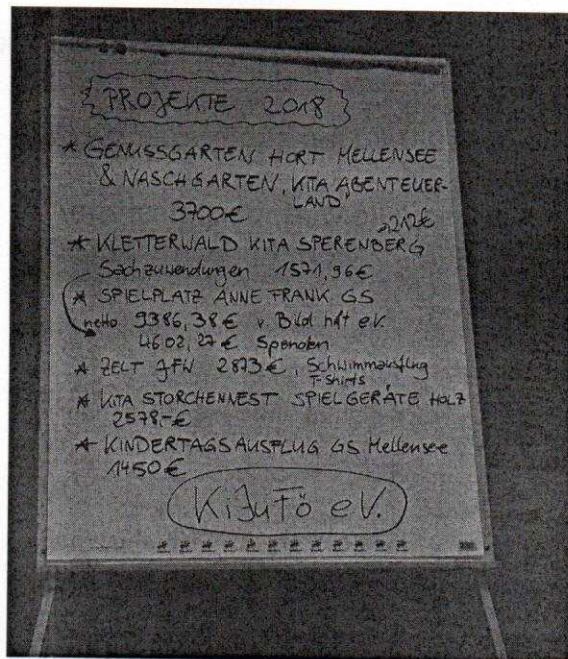 PROJEKTE 2018
* GENUSSGARTEN HORT MELLENSEE
& NASCHGARTEN, KITA ABENTEUER-
LAND
3700€
212€
* KLETTERWALD KITA SPERENBERG
Sachzuwendungen 1571,96€
* SPIELPLATZ ANNE FRANK GS
netto 9386,38€ v. Bild hilft e.V.
4602,27€ Spenden
* ZELT JFW 2873€, Schwimmausflug
T-Shirts
* KITA STORCHENNEST SPIELGERÄTE HOLZ
2578,-€
* KINDERTAGSAUSFLUG GS Mellensee
1450€
KiJuFö e.V.